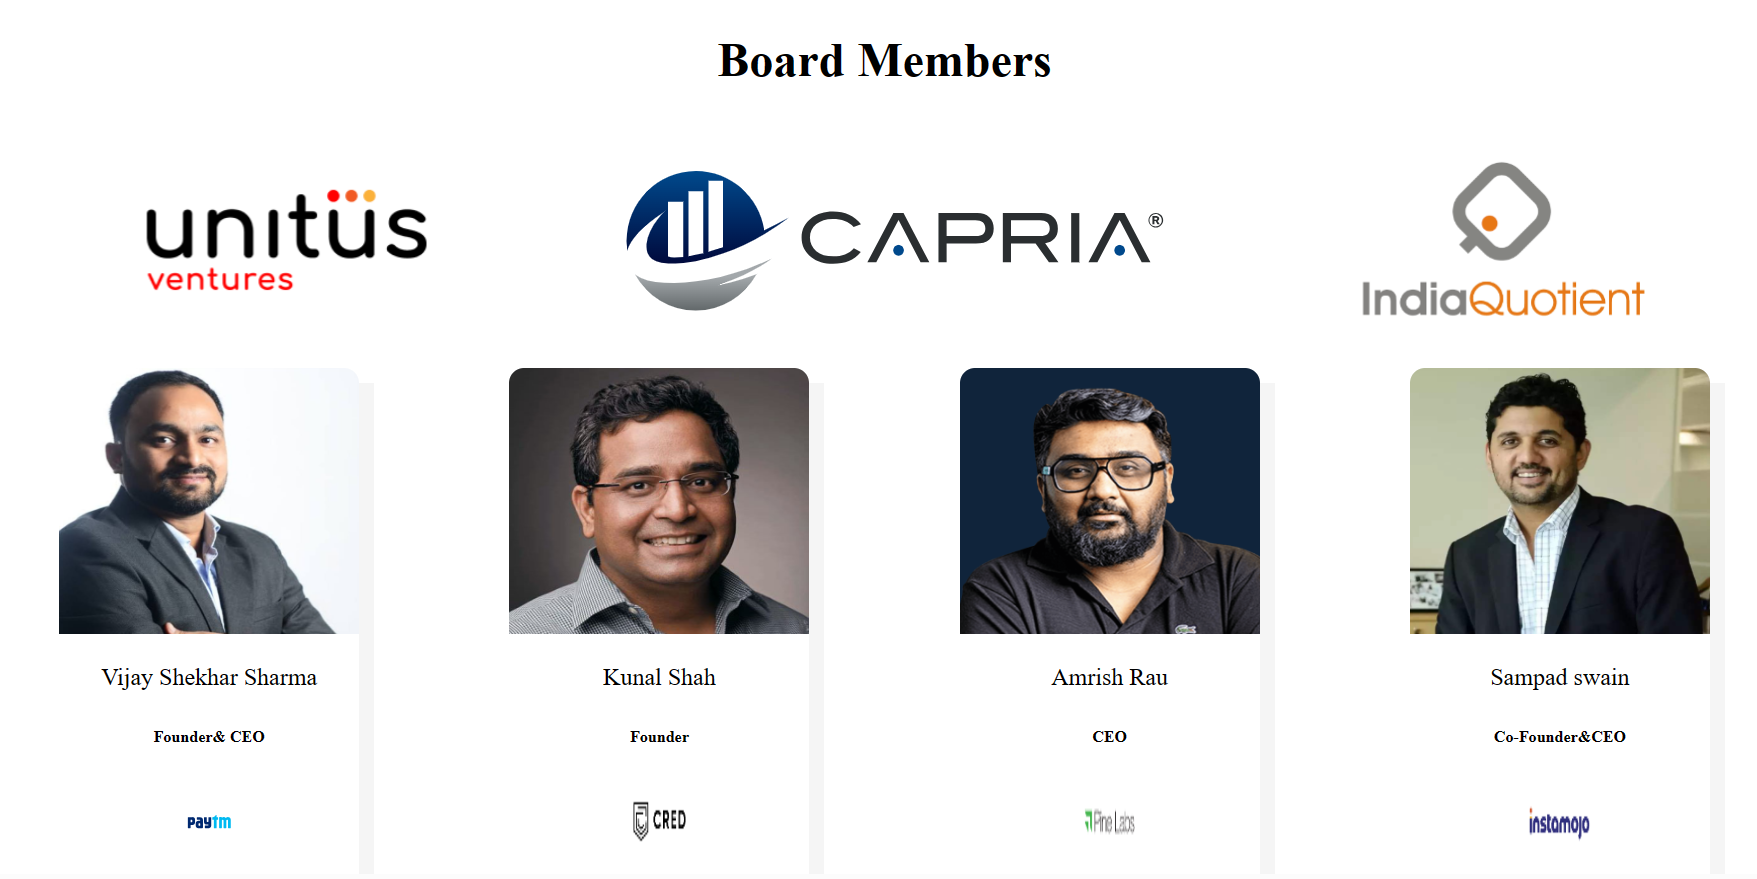 Board Members
unitüs
ventures
CAPRIA®
IndiaQuotient
Vijay Shekhar Sharma
Founder& CEO
paytm
Kunal Shah
Founder
CRED
Amrish Rau
CEO
Pine Labs
Sampad swain
Co-Founder&CEO
instamojo